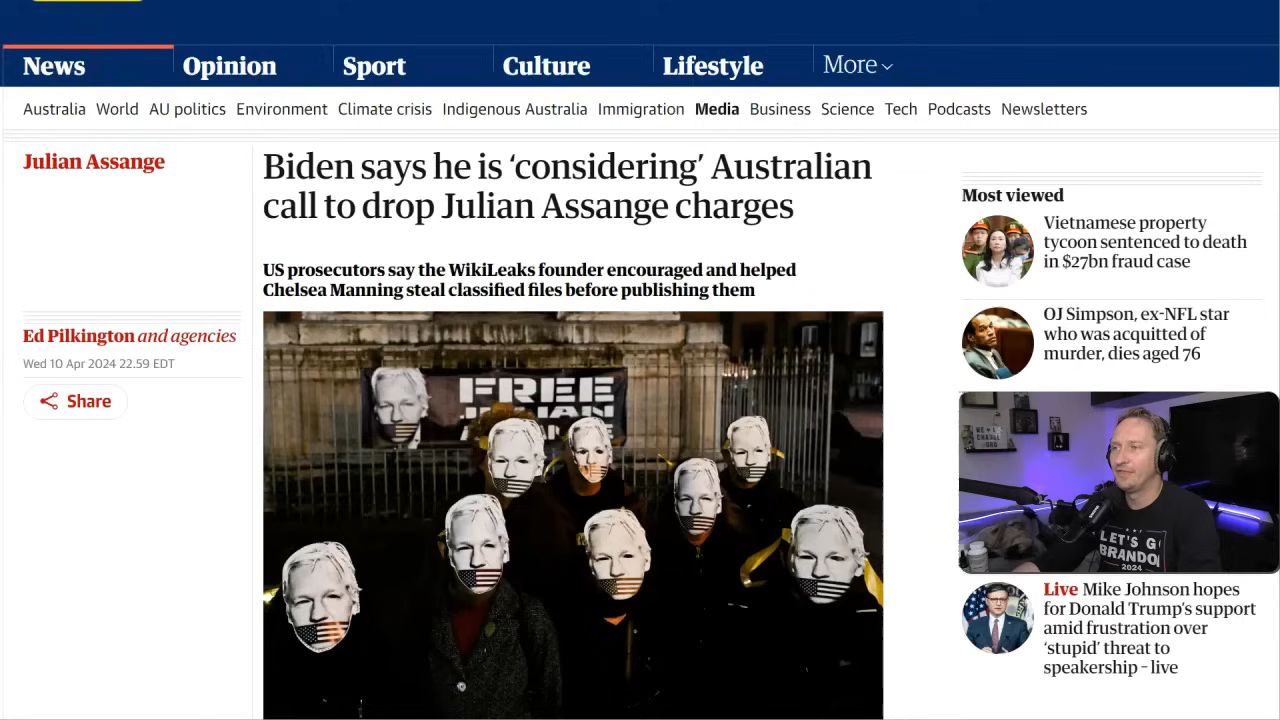 News
Opinion
Sport
Culture
Lifestyle
More
Australia World AU politics Environment Climate crisis Indigenous Australia Immigration Media Business Science Tech Podcasts Newsletters
Julian Assange
Biden says he is ‘considering’ Australian
call to drop Julian Assange charges
US prosecutors say the WikiLeaks founder encouraged and helped
Chelsea Manning steal classified files before publishing them
Ed Pilkington and agencies
Wed 10 Apr 2024 22.59 EDT
Share
FREE
JULIAN
Most viewed
Vietnamese property
tycoon sentenced to death
in $27bn fraud case
OJ Simpson, ex-NFL star
who was acquitted of
murder, dies aged 76
WE
CHANGE
.ORG
LET'S G
BRANDO
2024
Live Mike Johnson hopes
for Donald Trump’s support
amid frustration over
‘stupid’ threat to
speakership – live